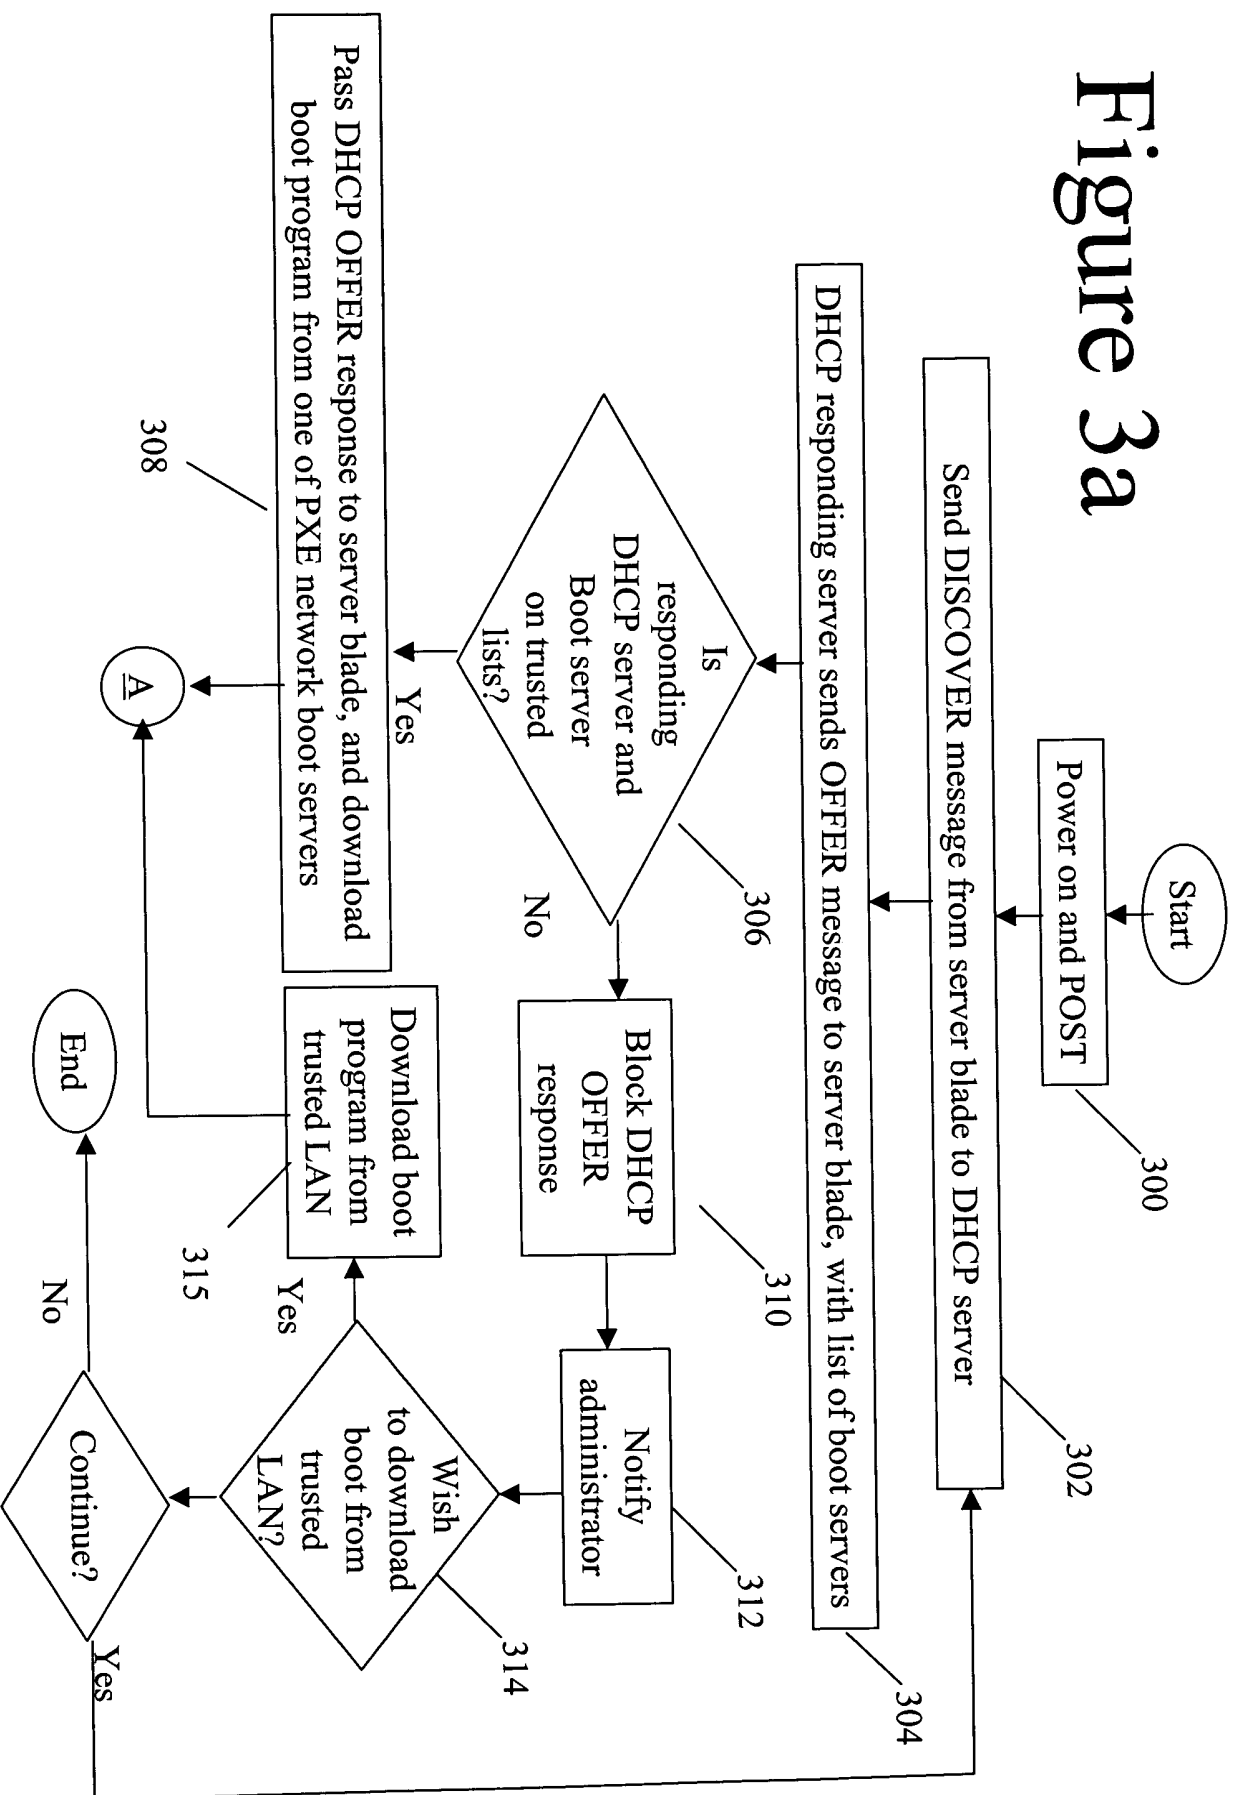 Figure 3a
Start
Power on and POST
300
Send DISCOVER message from server blade to DHCP server
302
DHCP responding server sends OFFER message to server blade, with list of boot servers
304
Is
responding
DHCP server and
Boot server
on trusted
lists?
306
Yes
No
Pass DHCP OFFER response to server blade, and download
boot program from one of PXE network boot servers
308
Block DHCP
OFFER
response
310
Notify
administrator
312
Wish
to download
boot from
trusted
LAN?
314
Yes
Download boot
program from
trusted LAN
315
A
Continue?
Yes
No
End